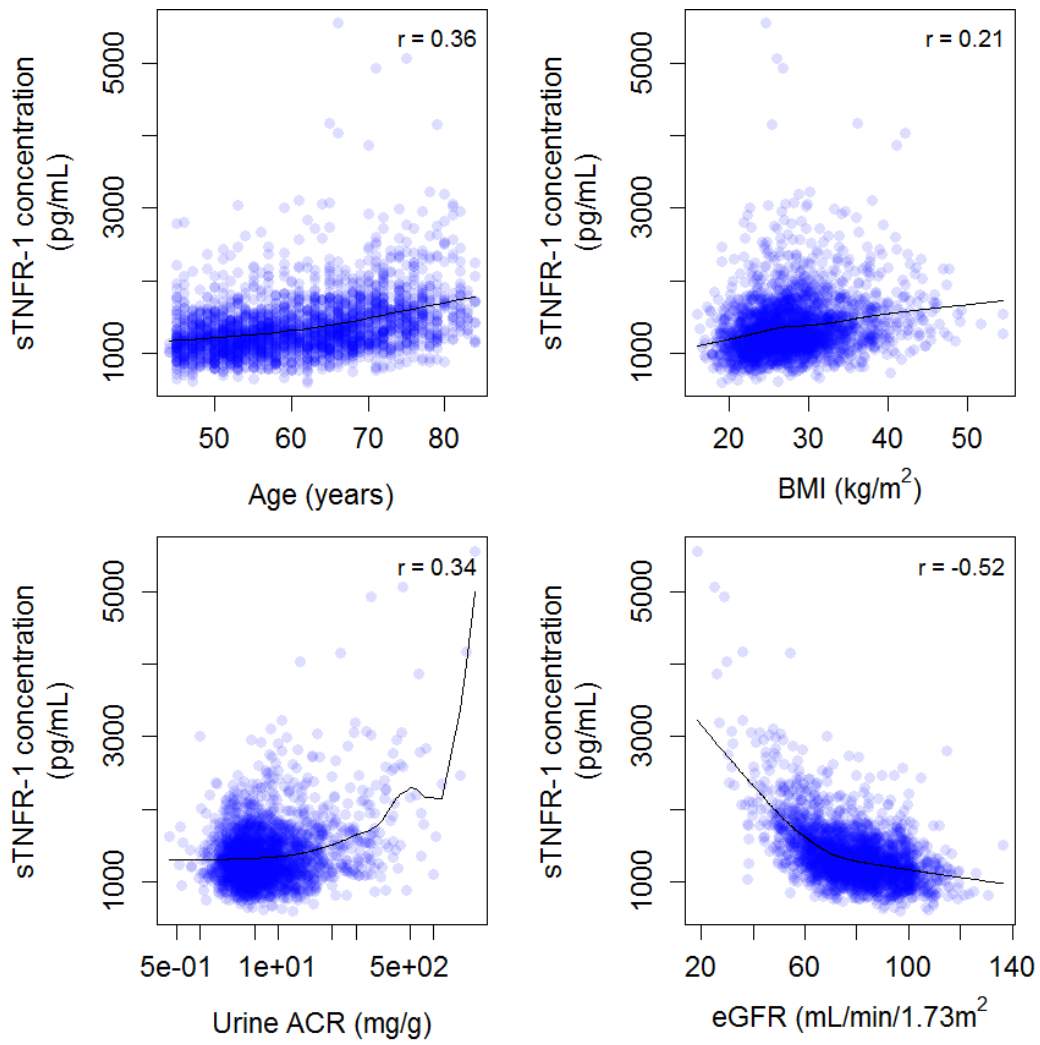 r = 0.36
sTNFR-1 concentration
(pg/mL)
5000
3000
1000
50 60 70 80
Age (years)
r = 0.21
sTNFR-1 concentration
(pg/mL)
5000
3000
1000
20 30 40 50
BMI (kg/m²)
r = 0.34
sTNFR-1 concentration
(pg/mL)
5000
3000
1000
5e-01 1e+01 5e+02
Urine ACR (mg/g)
r = -0.52
sTNFR-1 concentration
(pg/mL)
5000
3000
1000
20 60 100 140
eGFR (mL/min/1.73m²